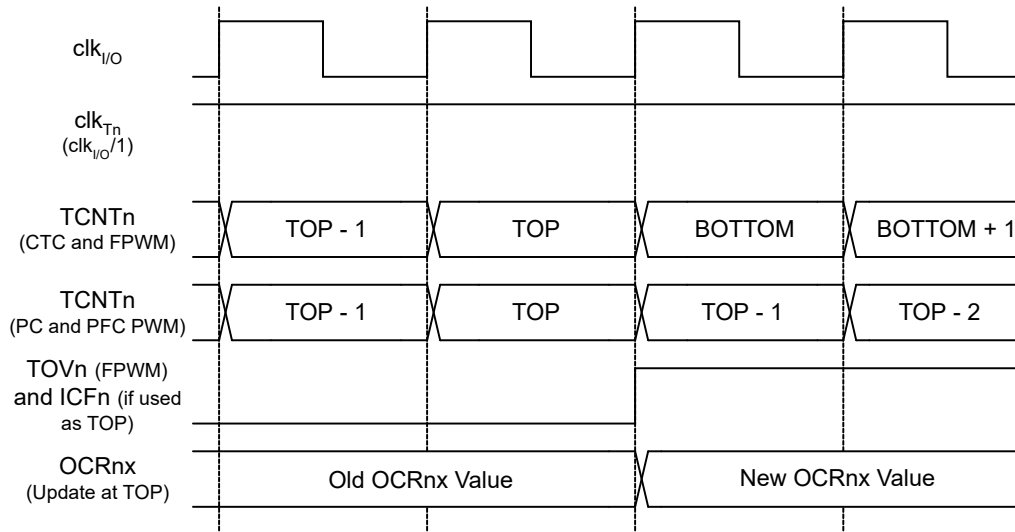 clkI/O
clkTn
(clkI/O/1)
TCNTn
(CTC and FPWM)
TOP - 1 TOP BOTTOM BOTTOM + 1
TCNTn
(PC and PFC PWM)
TOP - 1 TOP TOP - 1 TOP - 2
TOVn (FPWM)
and ICFn (if used
as TOP)
OCRnx
(Update at TOP)
Old OCRnx Value New OCRnx Value